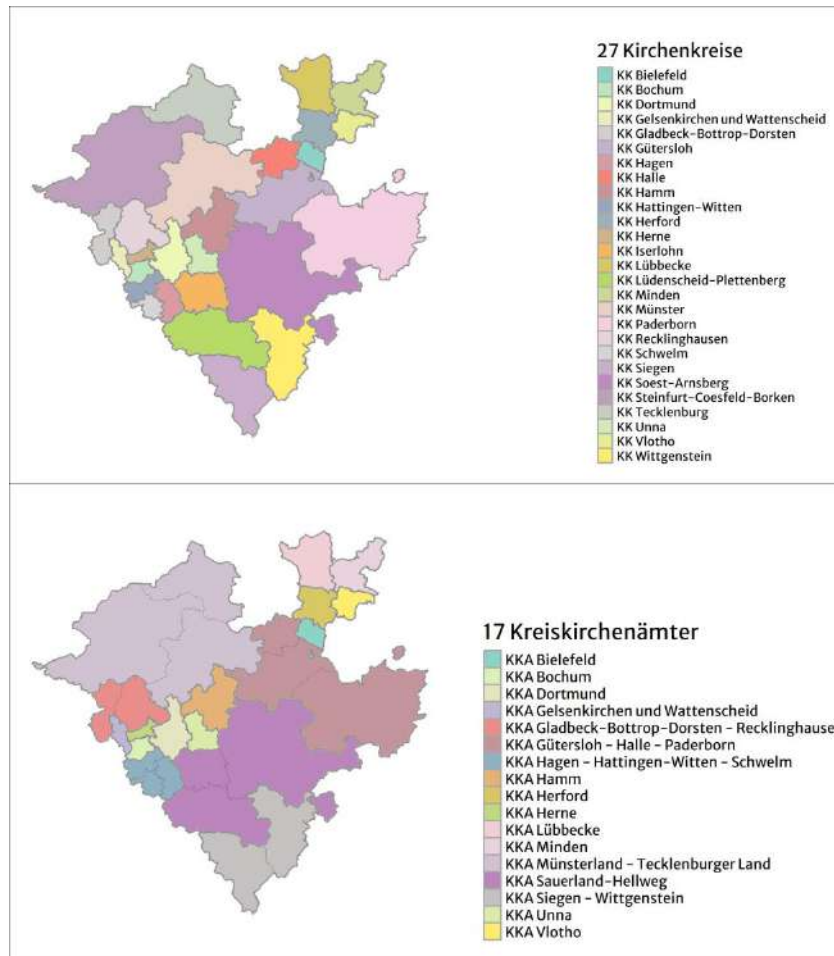 27 Kirchenkreise
KK Bielefeld
KK Bochum
KK Dortmund
KK Gelsenkirchen und Wattenscheid
KK Gladbeck-Bottrop-Dorsten
KK Gütersloh
KK Hagen
KK Halle
KK Hamm
KK Hattingen-Witten
KK Herford
KK Herne
KK Iserlohn
KK Lübbecke
KK Lüdenscheid-Plettenberg
KK Minden
KK Münster
KK Paderborn
KK Recklinghausen
KK Schwelm
KK Siegen
KK Soest-Arnsberg
KK Steinfurt-Coesfeld-Borken
KK Tecklenburg
KK Unna
KK Vlotho
KK Wittgenstein
17 Kreiskirchenämter
KKA Bielefeld
KKA Bochum
KKA Dortmund
KKA Gelsenkirchen und Wattenscheid
KKA Gladbeck-Bottrop-Dorsten - Recklinghause
KKA Gütersloh - Halle - Paderborn
KKA Hagen - Hattingen-Witten - Schwelm
KKA Hamm
KKA Herford
KKA Herne
KKA Lübbecke
KKA Minden
KKA Münsterland - Tecklenburger Land
KKA Sauerland-Hellweg
KKA Siegen - Wittgenstein
KKA Unna
KKA Vlotho